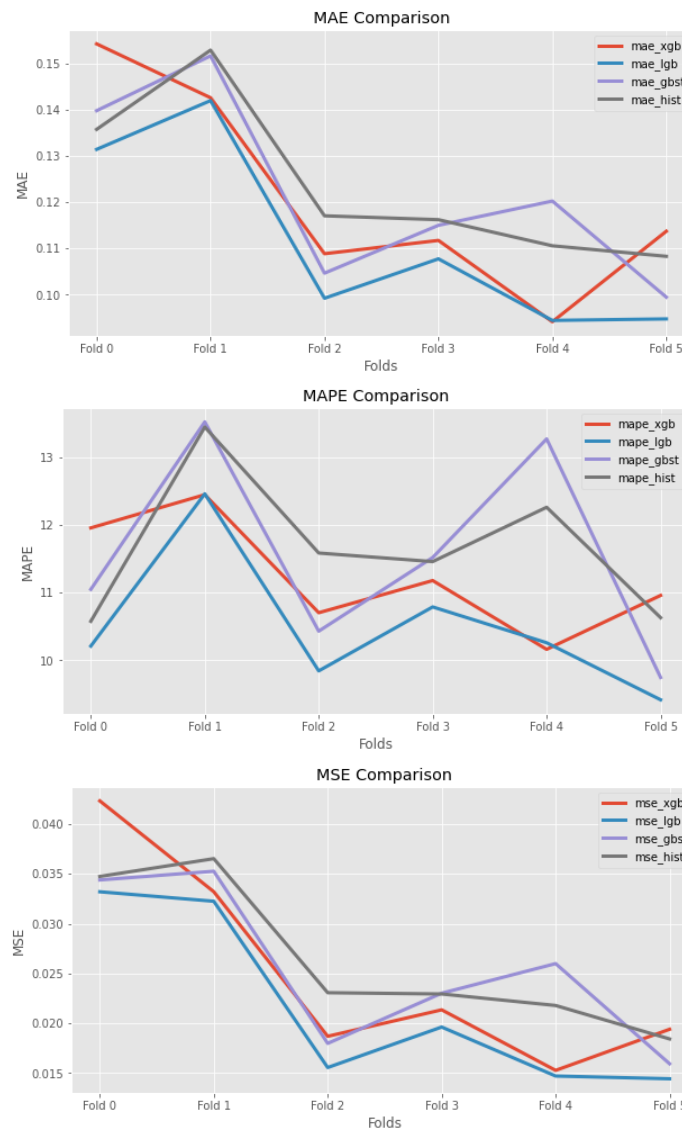 MAE Comparison
mae_xgb
mae_lgb
mae_gbst
mae_hist
0.15
0.14
0.13
0.12
0.11
0.10
MAE
Fold 0 Fold 1 Fold 2 Fold 3 Fold 4 Fold 5
Folds
MAPE Comparison
mape_xgb
mape_lgb
mape_gbst
mape_hist
13
12
11
10
MAPE
Fold 0 Fold 1 Fold 2 Fold 3 Fold 4 Fold 5
Folds
MSE Comparison
mse_xgb
mse_lgb
mse_gbst
mse_hist
0.040
0.035
0.030
0.025
0.020
0.015
MSE
Fold 0 Fold 1 Fold 2 Fold 3 Fold 4 Fold 5
Folds